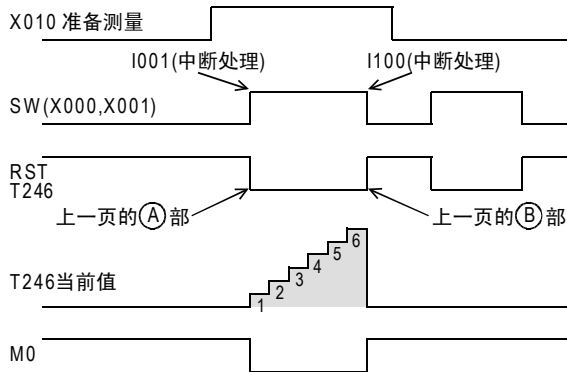 X010 准备测量
I001(中断处理)
I100(中断处理)
SW(X000,X001)
RST
T246
上一页的Ⓐ部
上一页的Ⓑ部
T246当前值
1
2
3
4
5
6
M0